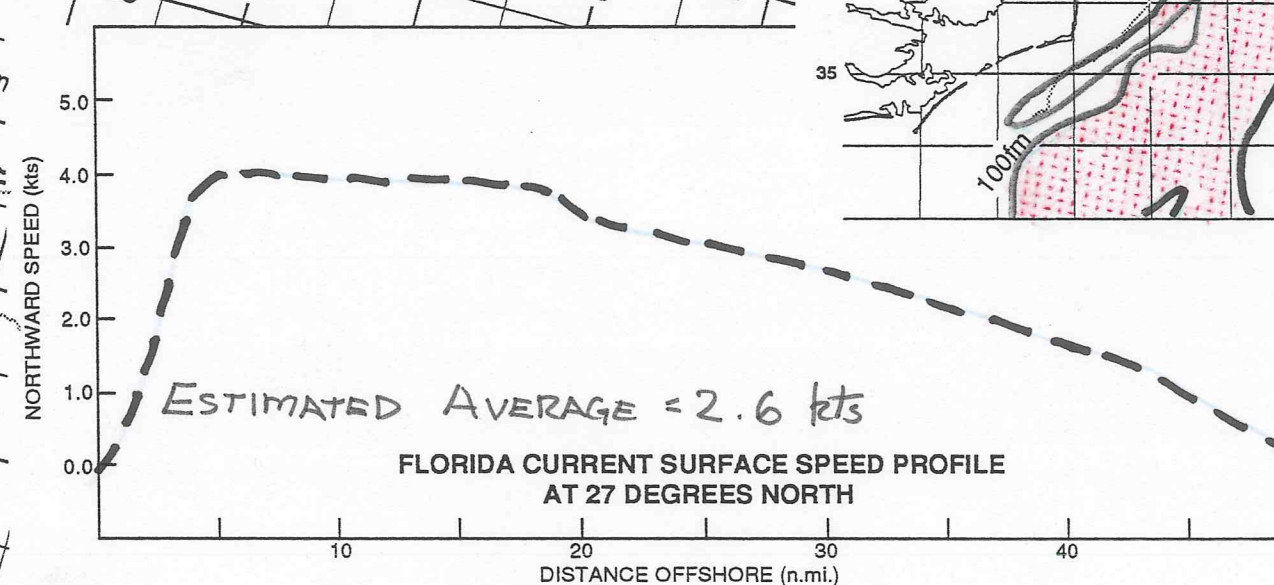 35
100fm
5.0
4.0
3.0
2.0
1.0
0.0
NORTHWARD SPEED (kts)
ESTIMATED AVERAGE = 2.6 kts
FLORIDA CURRENT SURFACE SPEED PROFILE
AT 27 DEGREES NORTH
10
20
30
40
DISTANCE OFFSHORE (n.mi.)